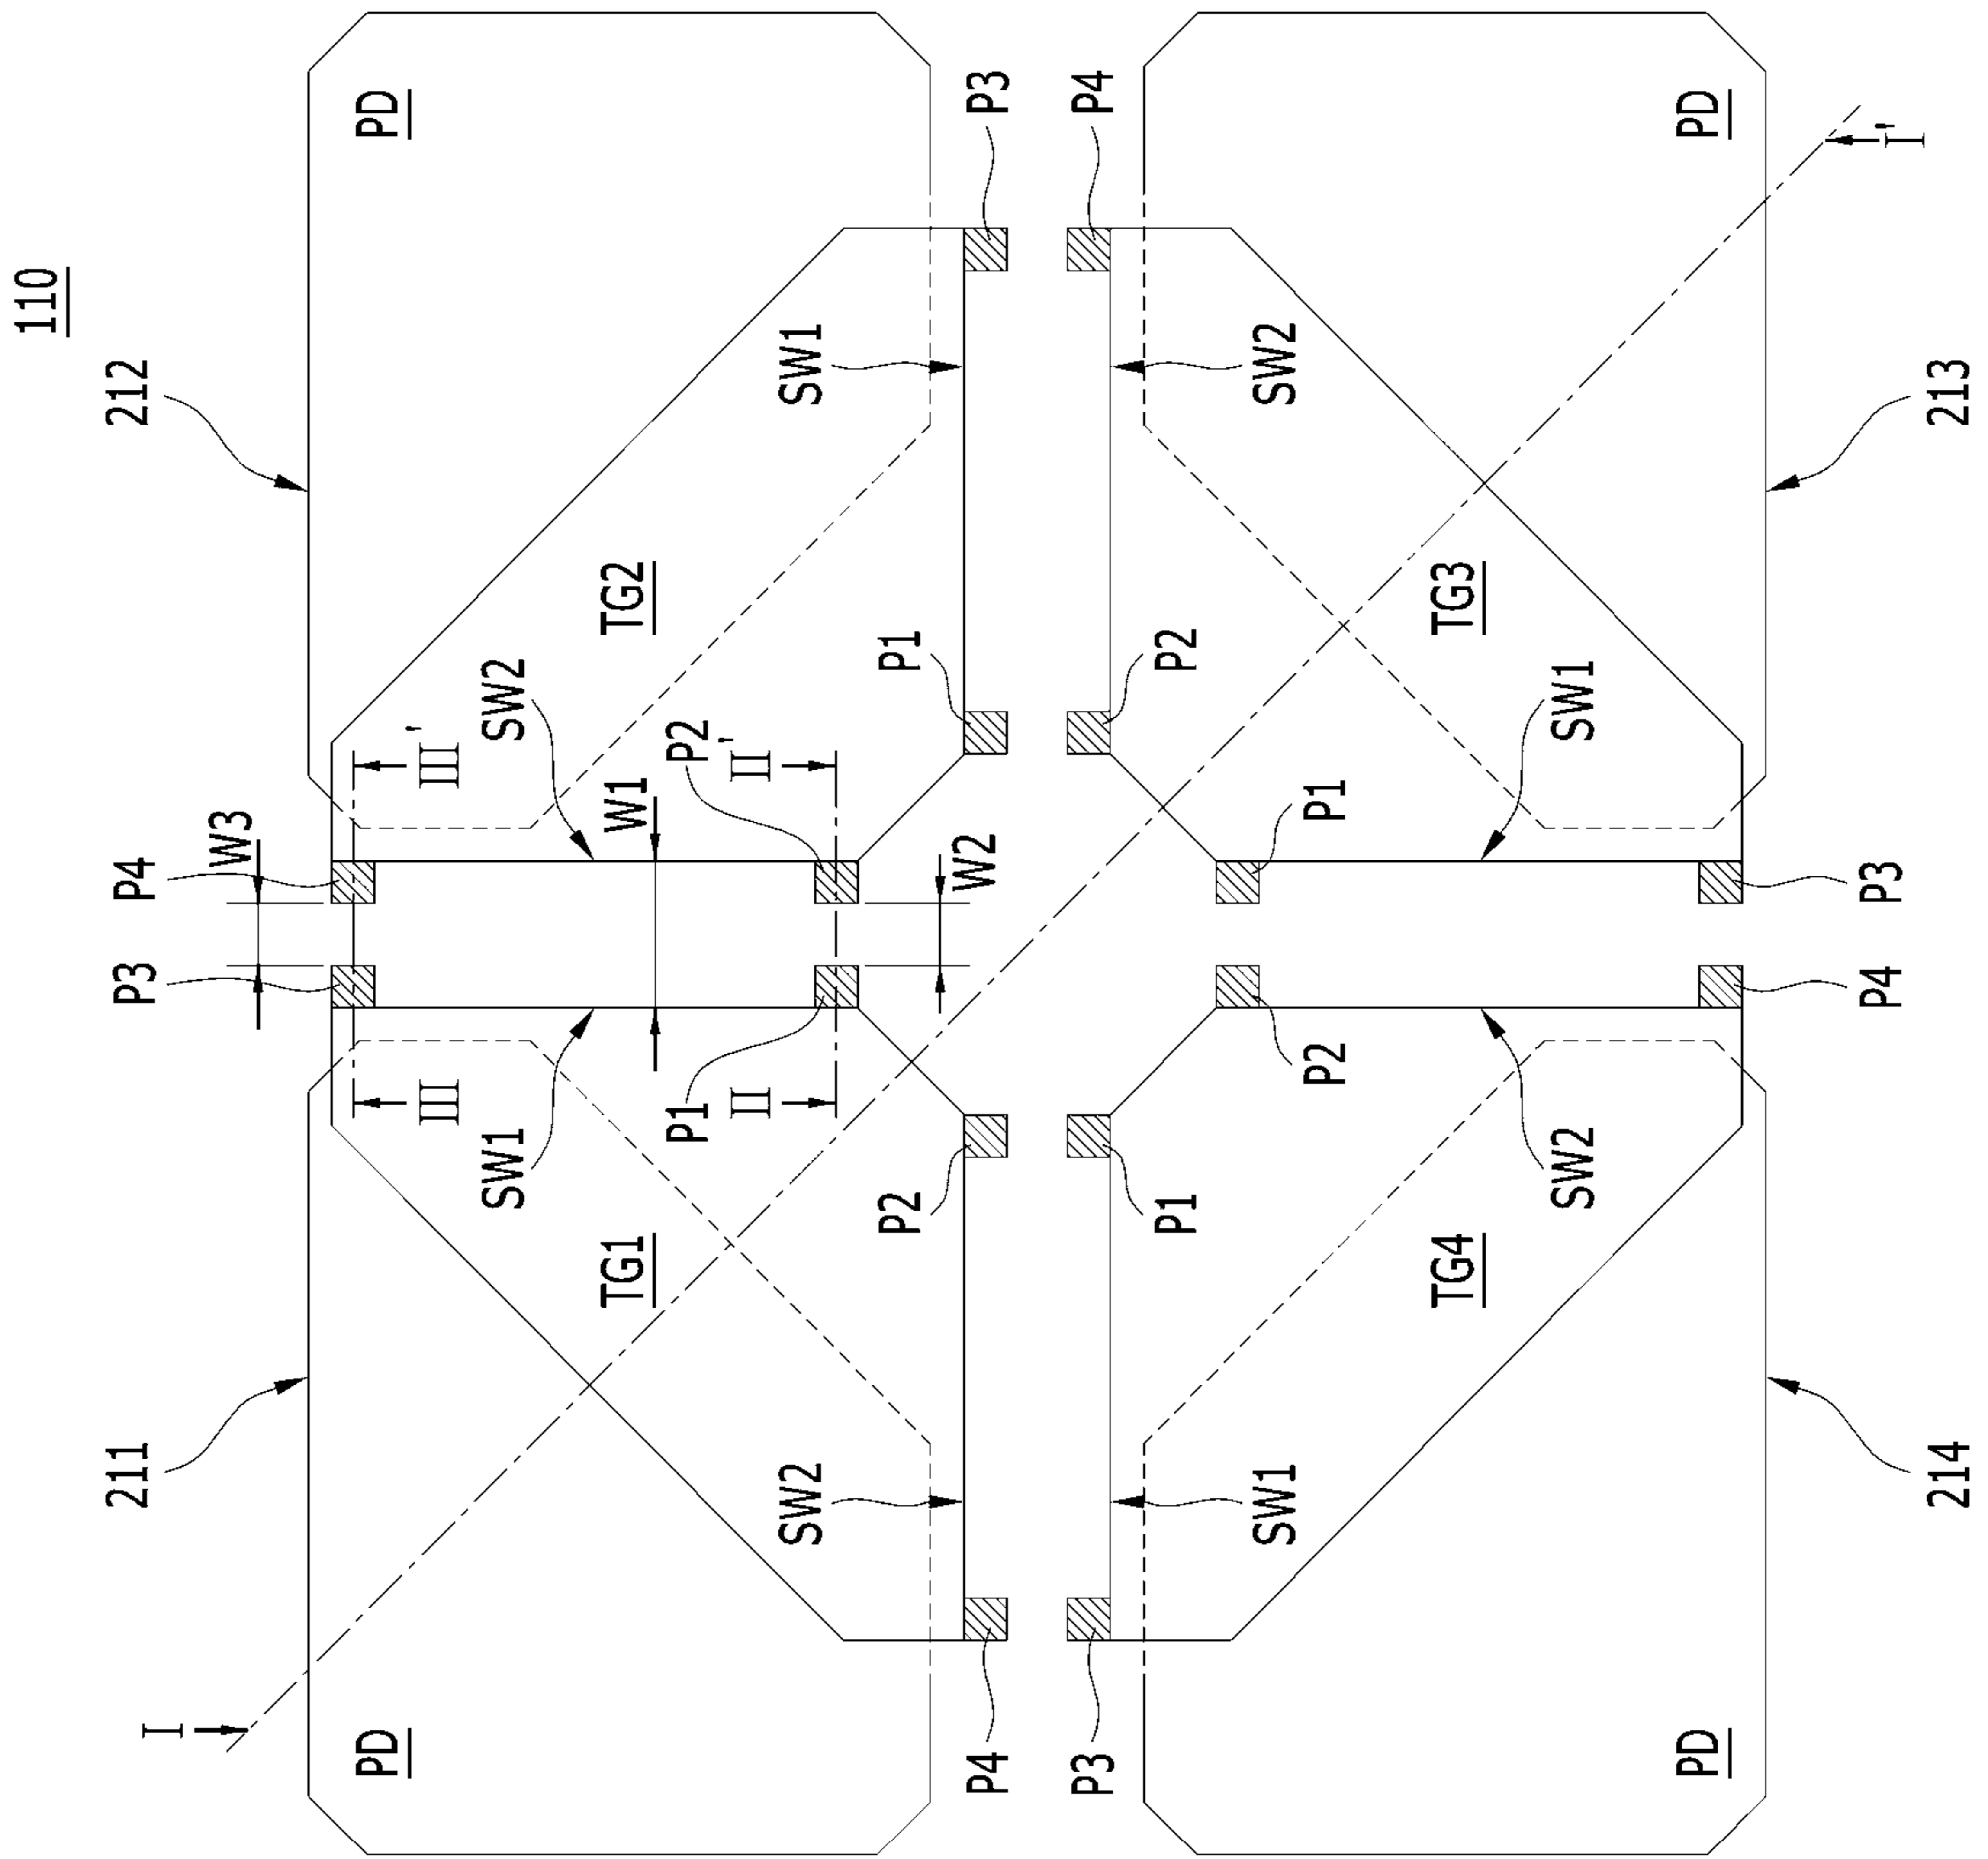 110
211
P3
P4
212
I
W3
PD
PD
III
III'
SW1
SW2
TG1
W1
TG2
P1
P2
II
II'
SW2
SW1
P2
P1
W2
P4
P3
P3
P4
P1
P2
SW1
SW2
P2
P1
TG4
TG3
SW2
SW1
PD
PD
P4
P3
I'
214
213